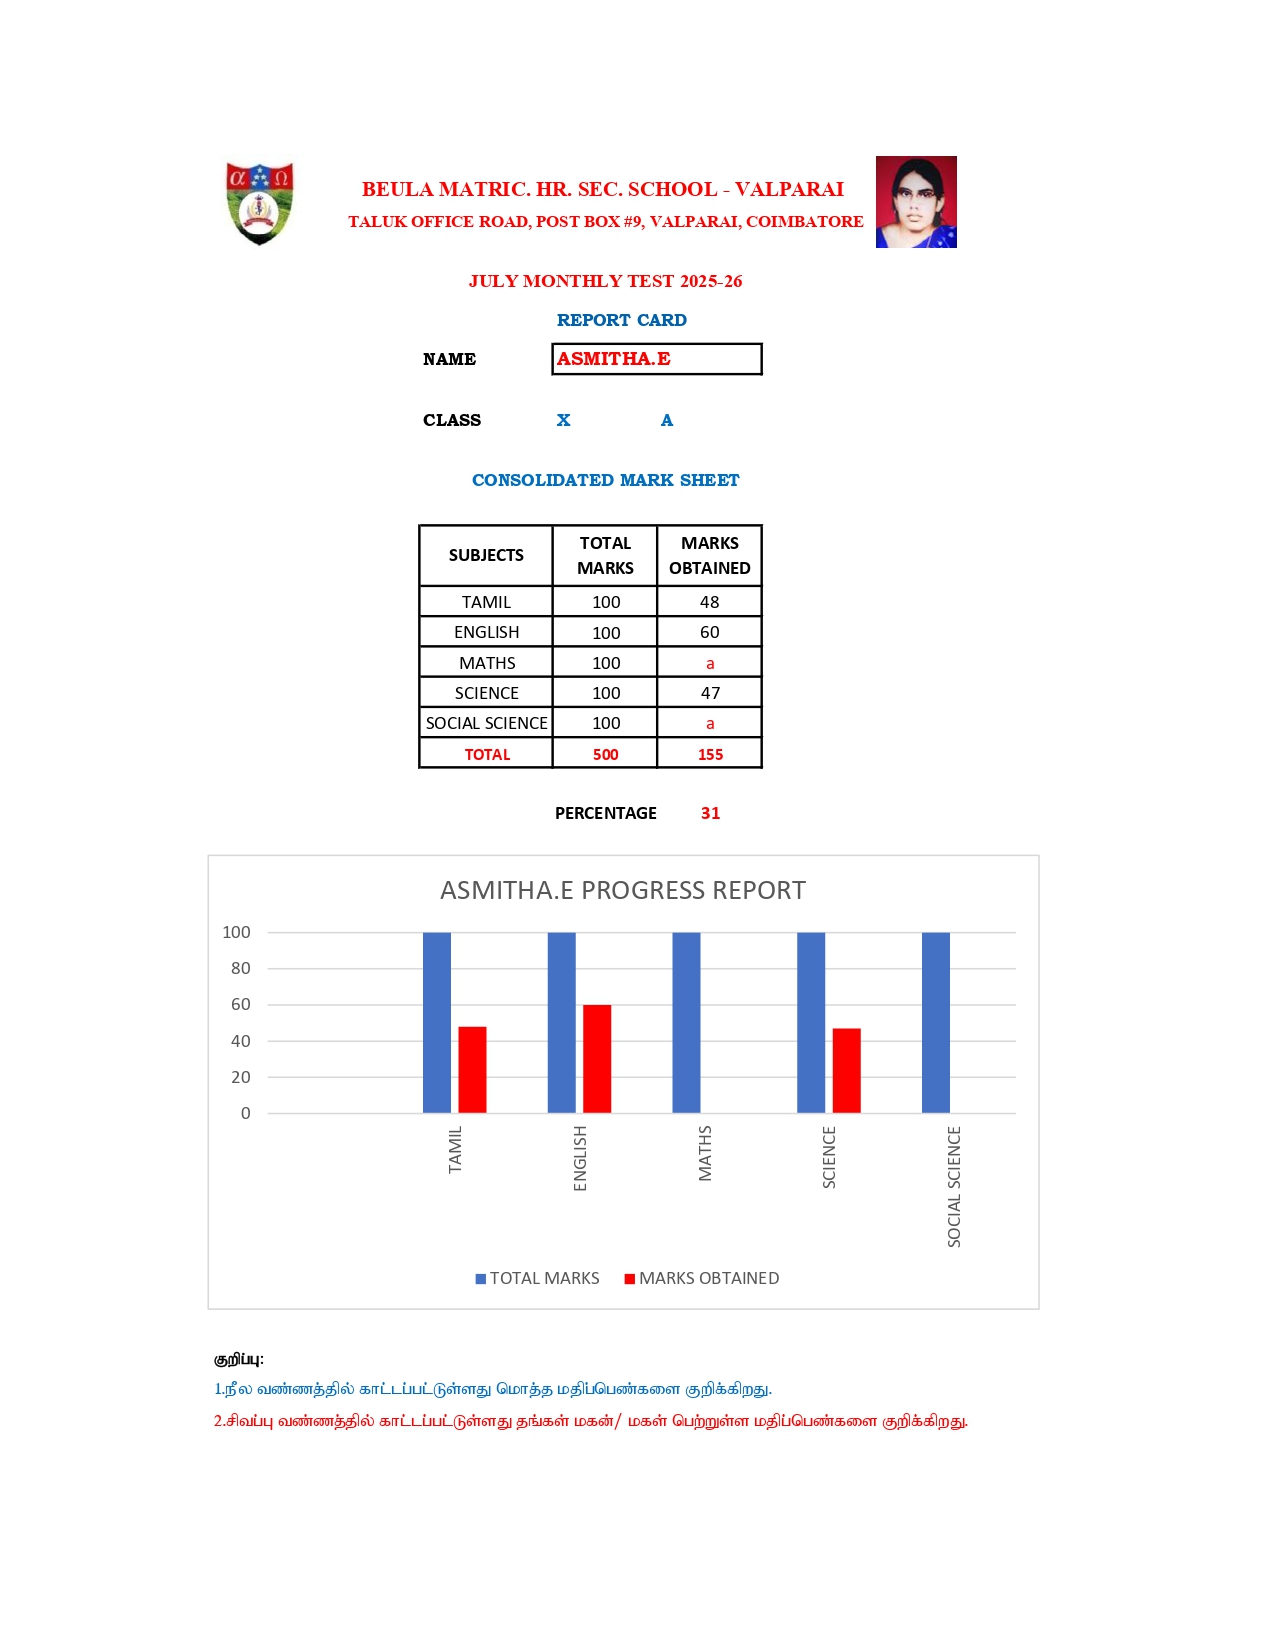 α Ω
BEULA MATRIC. HR. SEC. SCHOOL - VALPARAI
TALUK OFFICE ROAD, POST BOX #9, VALPARAI, COIMBATORE
JULY MONTHLY TEST 2025-26
REPORT CARD
NAME ASMITHA.E
CLASS X A
CONSOLIDATED MARK SHEET
SUBJECTS TOTAL MARKS MARKS OBTAINED
TAMIL 100 48
ENGLISH 100 60
MATHS 100 a
SCIENCE 100 47
SOCIAL SCIENCE 100 a
TOTAL 500 155
PERCENTAGE 31
ASMITHA.E PROGRESS REPORT
100
80
60
40
20
0
TAMIL ENGLISH MATHS SCIENCE SOCIAL SCIENCE
TOTAL MARKS MARKS OBTAINED
குறிப்பு:
1.நீல வண்ணத்தில் காட்டப்பட்டுள்ளது மொத்த மதிப்பெண்களை குறிக்கிறது.
2.சிவப்பு வண்ணத்தில் காட்டப்பட்டுள்ளது தங்கள் மகன்/ மகள் பெற்றுள்ள மதிப்பெண்களை குறிக்கிறது.